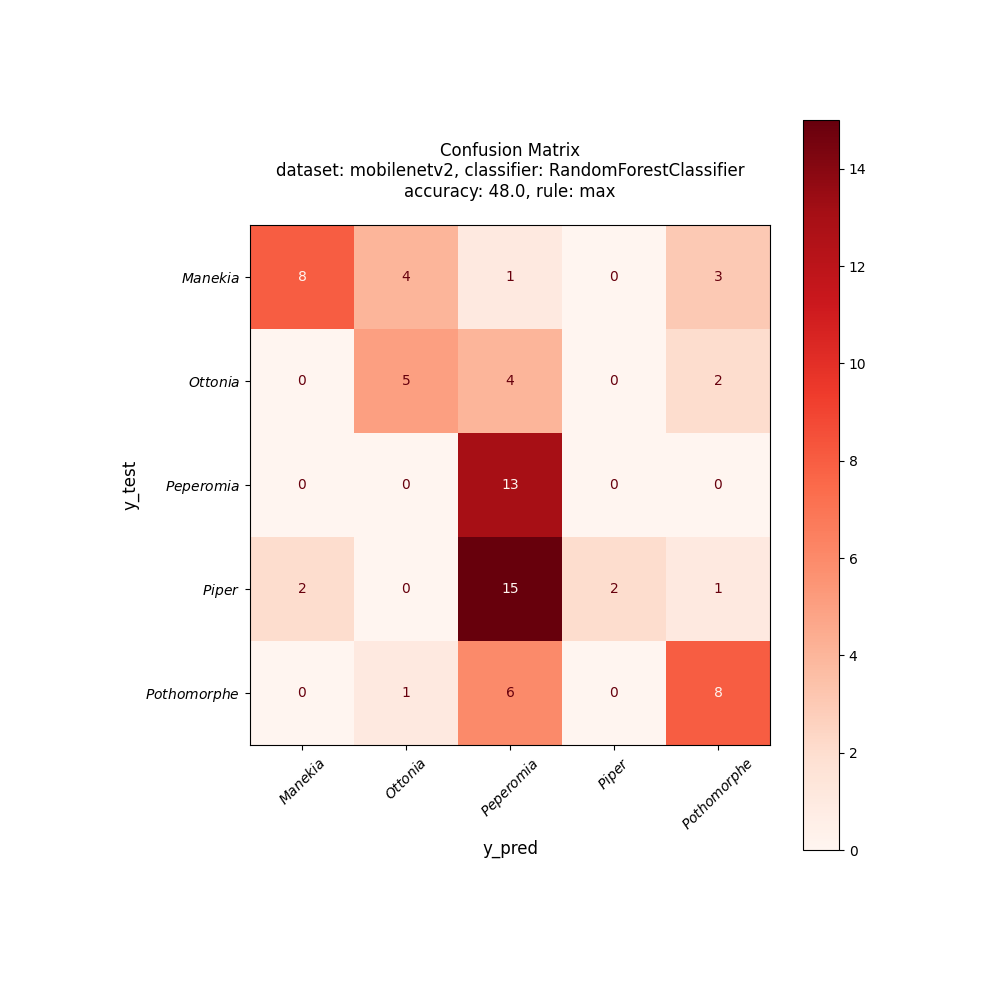 Confusion Matrix
dataset: mobilenetv2, classifier: RandomForestClassifier
accuracy: 48.0, rule: max
Manekia 8 4 1 0 3
Ottonia 0 5 4 0 2
Peperomia 0 0 13 0 0
Piper 2 0 15 2 1
Pothomorphe 0 1 6 0 8
y_test
Manekia Ottonia Peperomia Piper Pothomorphe
y_pred
14
12
10
8
6
4
2
0